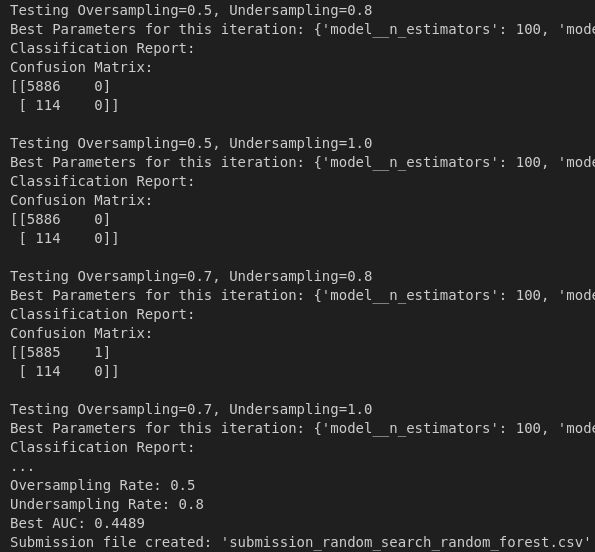 Testing Oversampling=0.5, Undersampling=0.8
Best Parameters for this iteration: {'model__n_estimators': 100, 'mode
Classification Report:
Confusion Matrix:
[[5886    0]
 [ 114    0]]

Testing Oversampling=0.5, Undersampling=1.0
Best Parameters for this iteration: {'model__n_estimators': 100, 'mode
Classification Report:
Confusion Matrix:
[[5886    0]
 [ 114    0]]

Testing Oversampling=0.7, Undersampling=0.8
Best Parameters for this iteration: {'model__n_estimators': 100, 'mode
Classification Report:
Confusion Matrix:
[[5885    1]
 [ 114    0]]

Testing Oversampling=0.7, Undersampling=1.0
Best Parameters for this iteration: {'model__n_estimators': 100, 'mode
Classification Report:
...
Oversampling Rate: 0.5
Undersampling Rate: 0.8
Best AUC: 0.4489
Submission file created: 'submission_random_search_random_forest.csv'